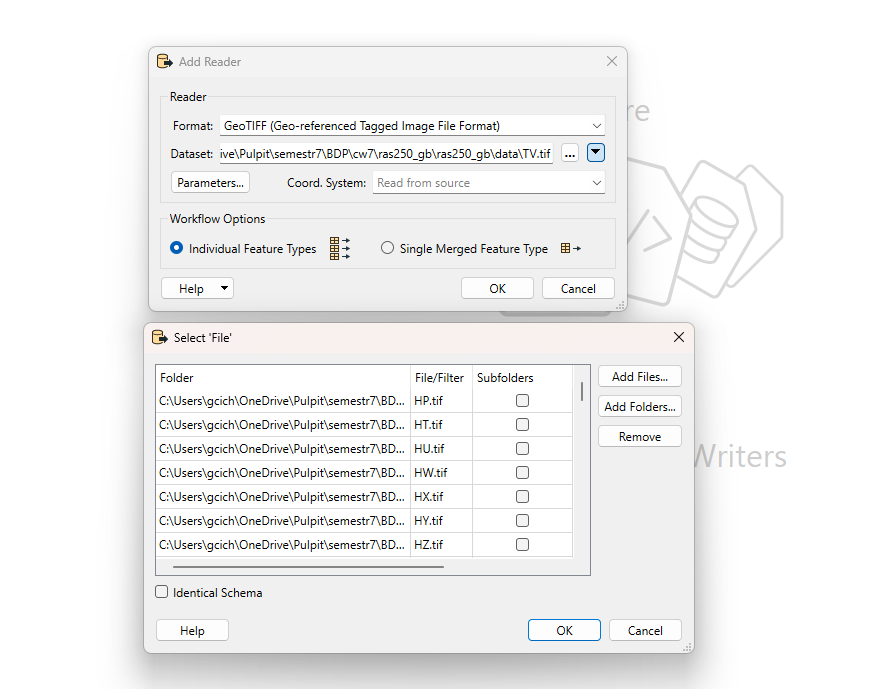 Add Reader
Reader
Format: GeoTIFF (Geo-referenced Tagged Image File Format)
Dataset: ive\Pulpit\semestr7\BDP\cw7\ras250_gb\ras250_gb\data\TV.tif ...
Parameters... Coord. System: Read from source
Workflow Options
Individual Feature Types Single Merged Feature Type
Help OK Cancel
re
Select 'File'
Folder File/Filter Subfolders
C:\Users\gcich\OneDrive\Pulpit\semestr7\BD... HP.tif
C:\Users\gcich\OneDrive\Pulpit\semestr7\BD... HT.tif
C:\Users\gcich\OneDrive\Pulpit\semestr7\BD... HU.tif
C:\Users\gcich\OneDrive\Pulpit\semestr7\BD... HW.tif
C:\Users\gcich\OneDrive\Pulpit\semestr7\BD... HX.tif
C:\Users\gcich\OneDrive\Pulpit\semestr7\BD... HY.tif
C:\Users\gcich\OneDrive\Pulpit\semestr7\BD... HZ.tif
Add Files...
Add Folders...
Remove
Identical Schema
Help OK Cancel
Writers